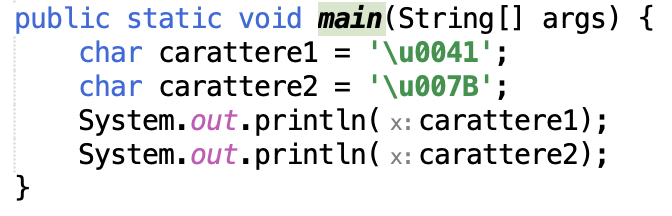 public static void main(String[] args) {
    char carattere1 = '\u0041';
    char carattere2 = '\u007B';
    System.out.println( x: carattere1);
    System.out.println( x: carattere2);
}